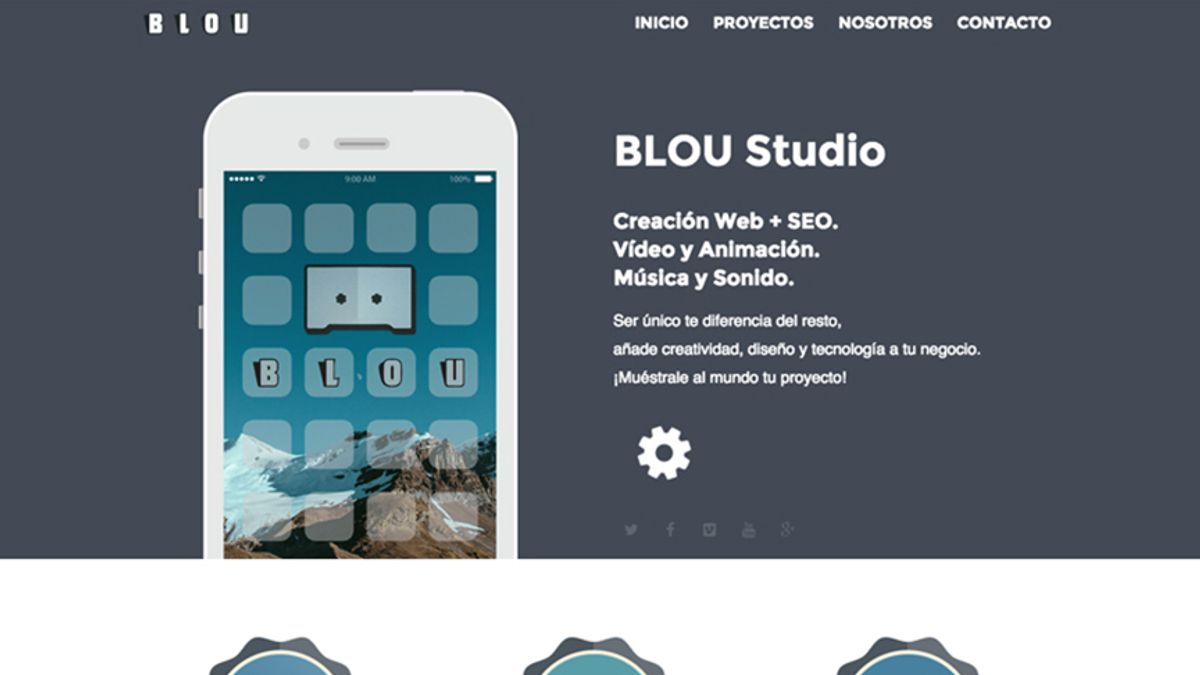 BLOU
INICIO PROYECTOS NOSOTROS CONTACTO
9:00 AM 100%
BLOU
BLOU Studio
Creación Web + SEO.
Vídeo y Animación.
Música y Sonido.
Ser único te diferencia del resto,
añade creatividad, diseño y tecnología a tu negocio.
¡Muéstrale al mundo tu proyecto!